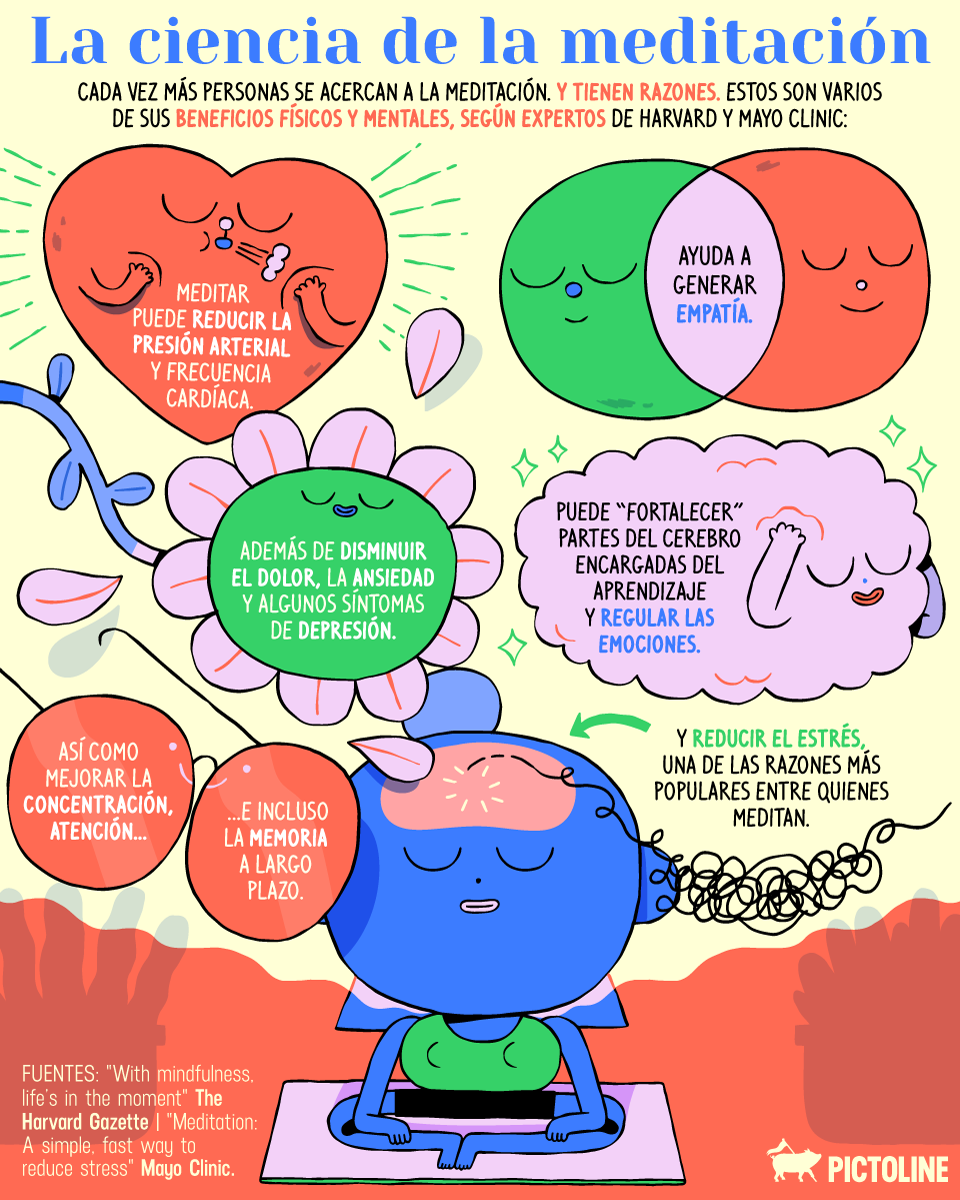 La ciencia de la meditación
CADA VEZ MÁS PERSONAS SE ACERCAN A LA MEDITACIÓN. Y TIENEN RAZONES. ESTOS SON VARIOS
DE SUS BENEFICIOS FÍSICOS Y MENTALES, SEGÚN EXPERTOS DE HARVARD Y MAYO CLINIC:
MEDITAR
PUEDE REDUCIR LA
PRESIÓN ARTERIAL
Y FRECUENCIA
CARDÍACA.
AYUDA A
GENERAR
EMPATÍA.
ADEMÁS DE DISMINUIR
EL DOLOR, LA ANSIEDAD
Y ALGUNOS SÍNTOMAS
DE DEPRESIÓN.
PUEDE “FORTALECER”
PARTES DEL CEREBRO
ENCARGADAS DEL
APRENDIZAJE
Y REGULAR LAS
EMOCIONES.
ASÍ COMO
MEJORAR LA
CONCENTRACIÓN,
ATENCIÓN...
...E INCLUSO
LA MEMORIA
A LARGO
PLAZO.
Y REDUCIR EL ESTRÉS,
UNA DE LAS RAZONES MÁS
POPULARES ENTRE QUIENES
MEDITAN.
FUENTES: "With mindfulness,
life's in the moment" The
Harvard Gazette | "Meditation:
A simple, fast way to
reduce stress" Mayo Clinic.
PICTOLINE